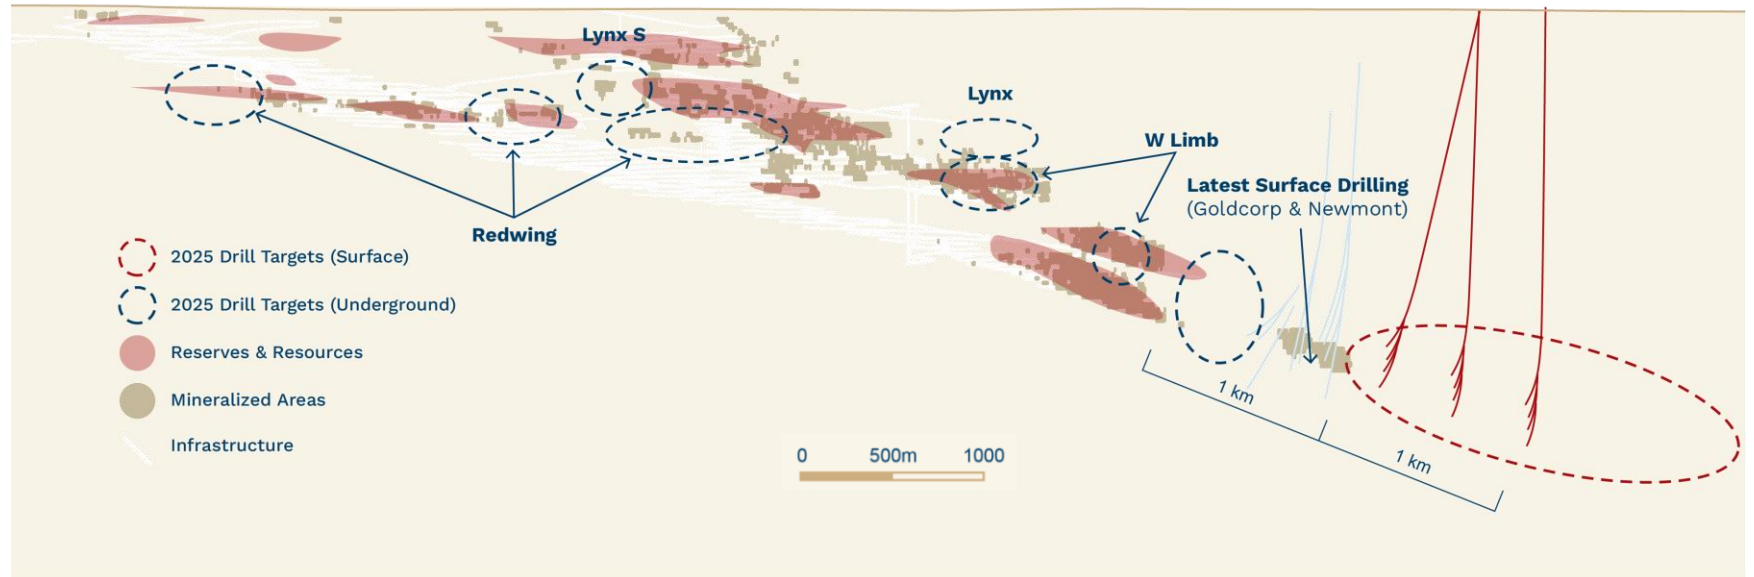 Lynx S
Lynx
W Limb
Latest Surface Drilling
(Goldcorp & Newmont)
Redwing
2025 Drill Targets (Surface)
2025 Drill Targets (Underground)
Reserves & Resources
Mineralized Areas
Infrastructure
1 km
1 km
0 500m 1000